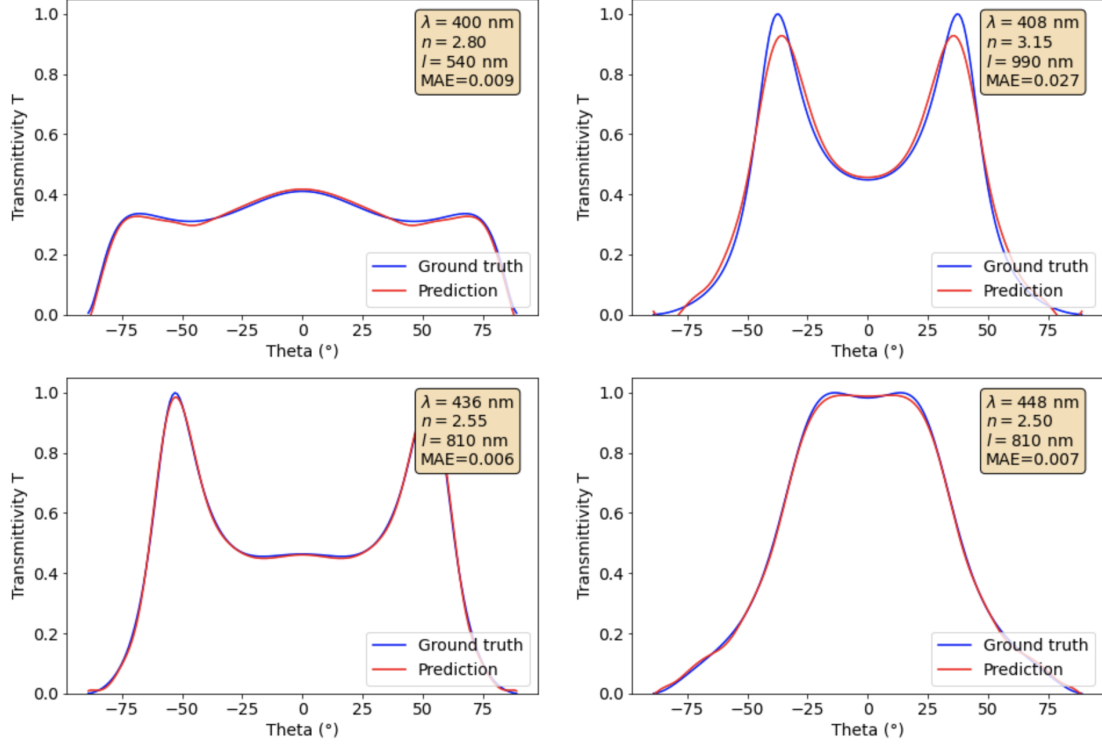 1.0
0.8
0.6
0.4
0.2
0.0
Transmittivity T
λ = 400 nm
n = 2.80
l = 540 nm
MAE=0.009
Ground truth
Prediction
−75 −50 −25 0 25 50 75
Theta (°)
1.0
0.8
0.6
0.4
0.2
0.0
Transmittivity T
λ = 408 nm
n = 3.15
l = 990 nm
MAE=0.027
Ground truth
Prediction
−75 −50 −25 0 25 50 75
Theta (°)
1.0
0.8
0.6
0.4
0.2
0.0
Transmittivity T
λ = 436 nm
n = 2.55
l = 810 nm
MAE=0.006
Ground truth
Prediction
−75 −50 −25 0 25 50 75
Theta (°)
1.0
0.8
0.6
0.4
0.2
0.0
Transmittivity T
λ = 448 nm
n = 2.50
l = 810 nm
MAE=0.007
Ground truth
Prediction
−75 −50 −25 0 25 50 75
Theta (°)